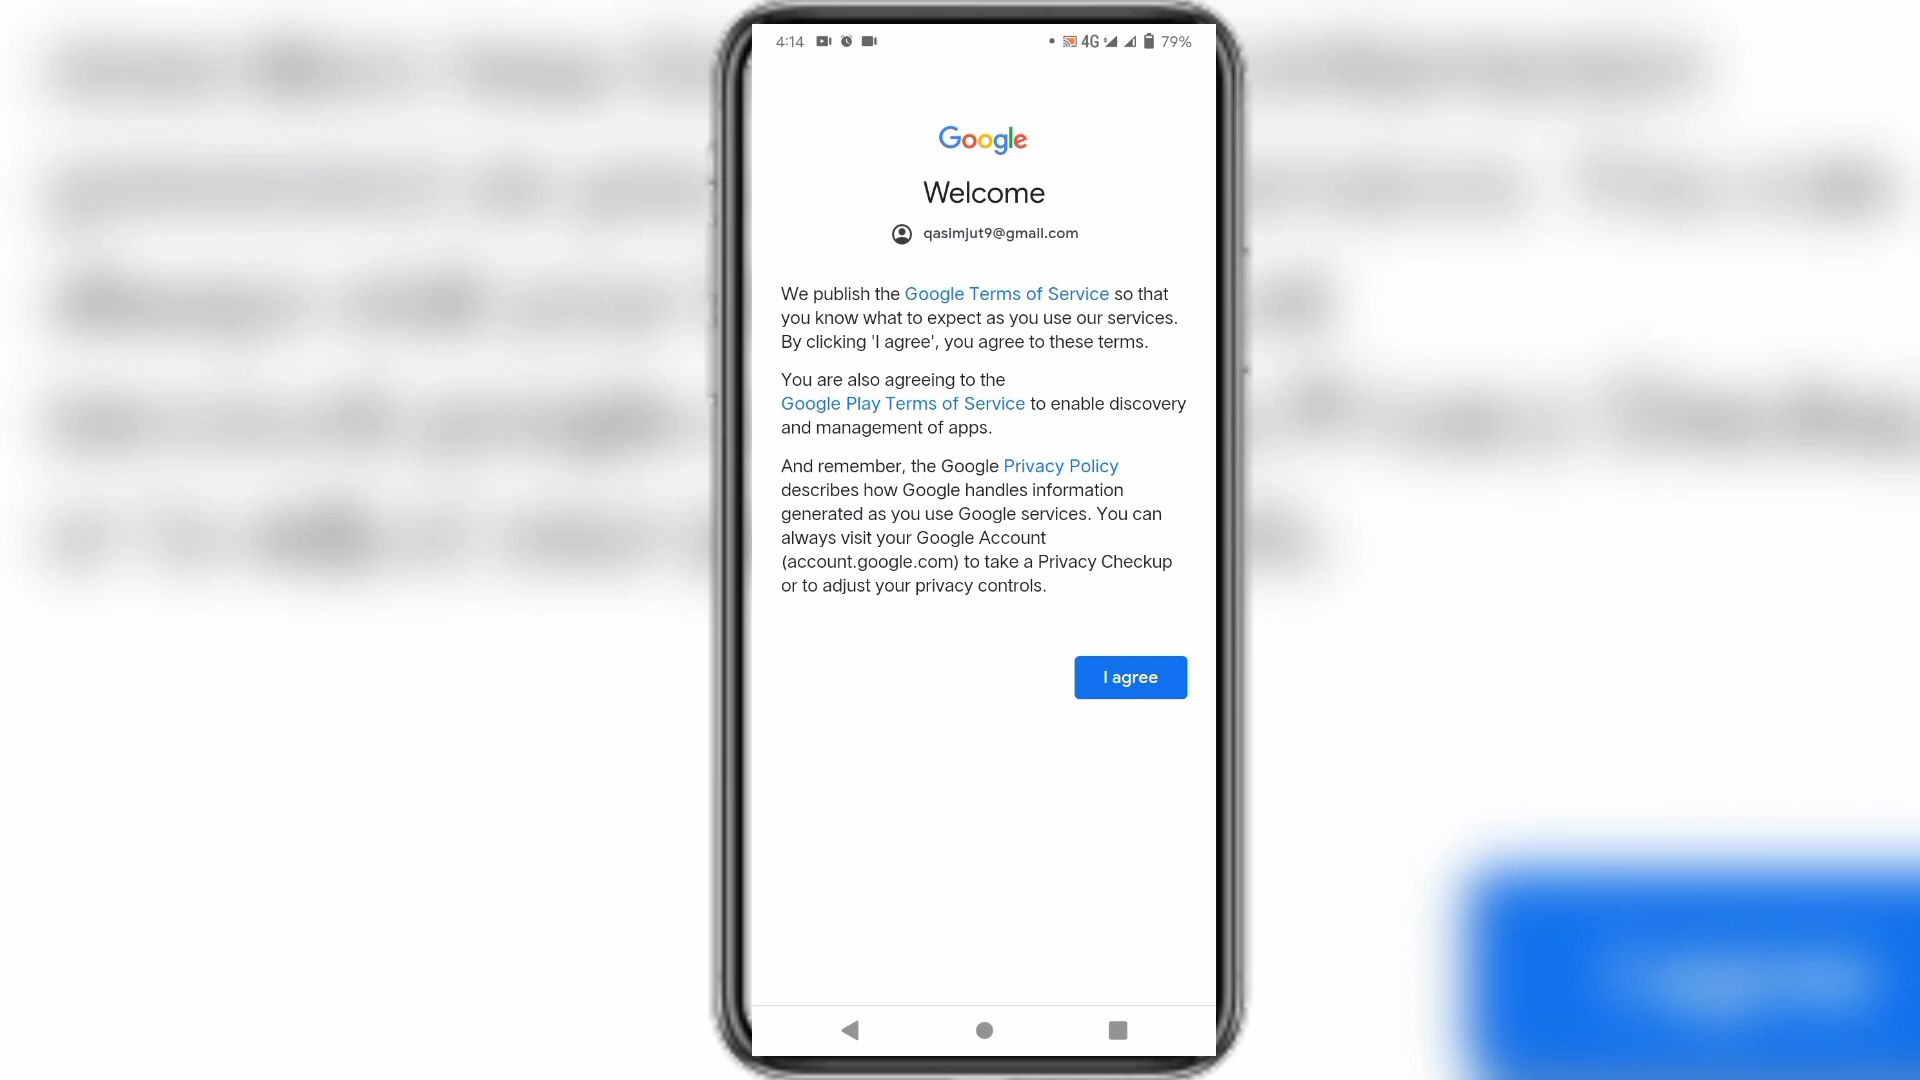 4:14 4G 79%
Google
Welcome
qasimjut9@gmail.com
We publish the Google Terms of Service so that
you know what to expect as you use our services.
By clicking 'I agree', you agree to these terms.
You are also agreeing to the
Google Play Terms of Service to enable discovery
and management of apps.
And remember, the Google Privacy Policy
describes how Google handles information
generated as you use Google services. You can
always visit your Google Account
(account.google.com) to take a Privacy Checkup
or to adjust your privacy controls.
I agree